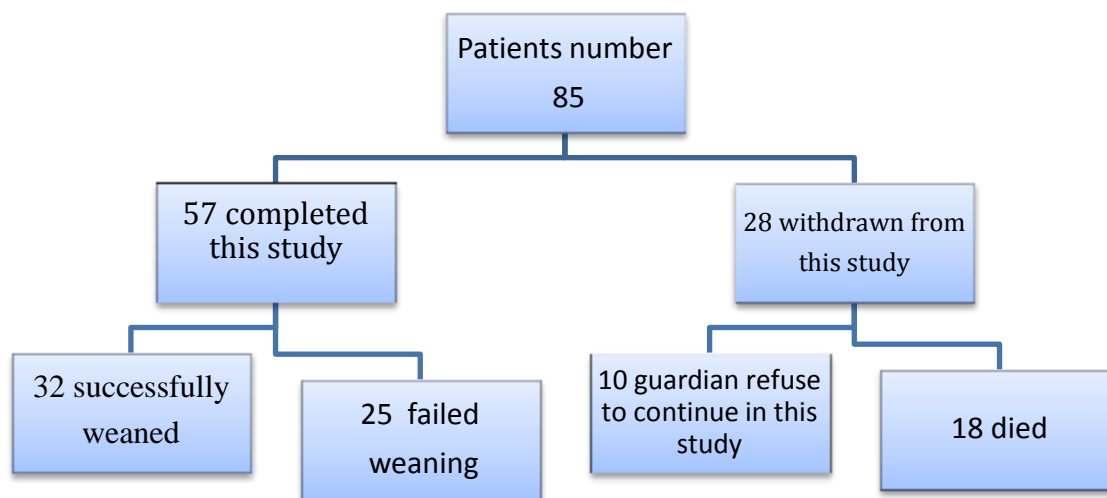 Patients number
85
57 completed
this study
28 withdrawn from
this study
32 successfully
weaned
25 failed
weaning
10 guardian refuse
to continue in this
study
18 died